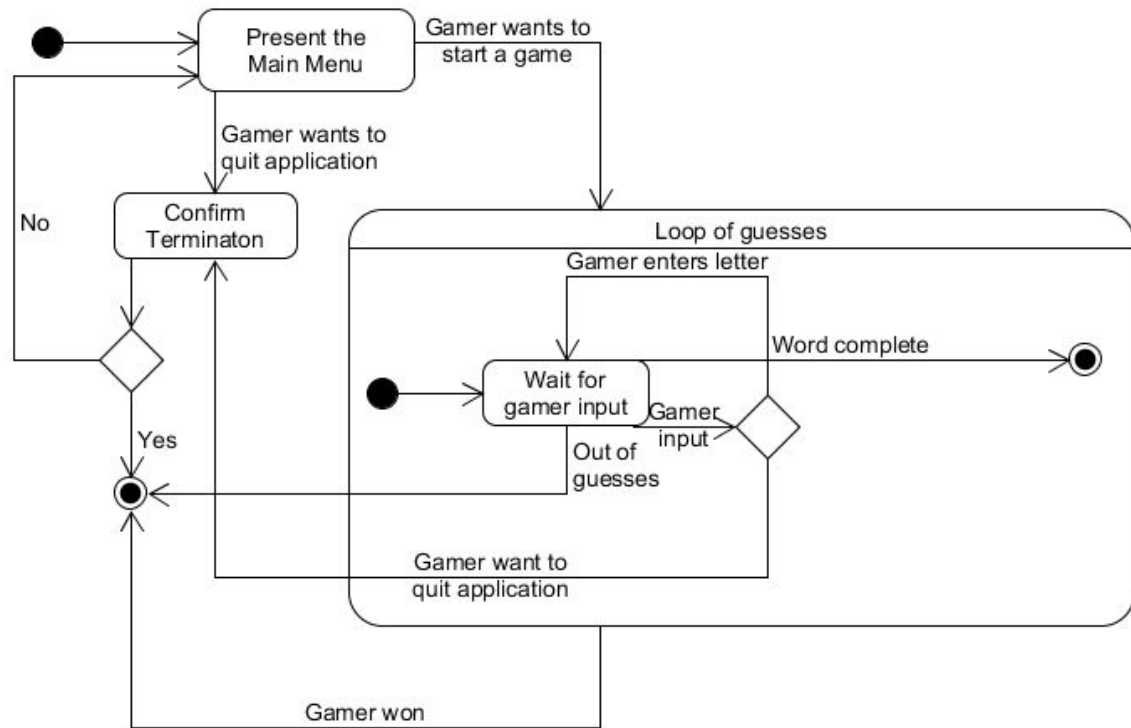 Present the
Main Menu
Gamer wants to
start a game
Gamer wants to
quit application
No
Confirm
Terminaton
Loop of guesses
Gamer enters letter
Word complete
Wait for
gamer input
Gamer
input
Yes
Out of
guesses
Gamer want to
quit application
Gamer won